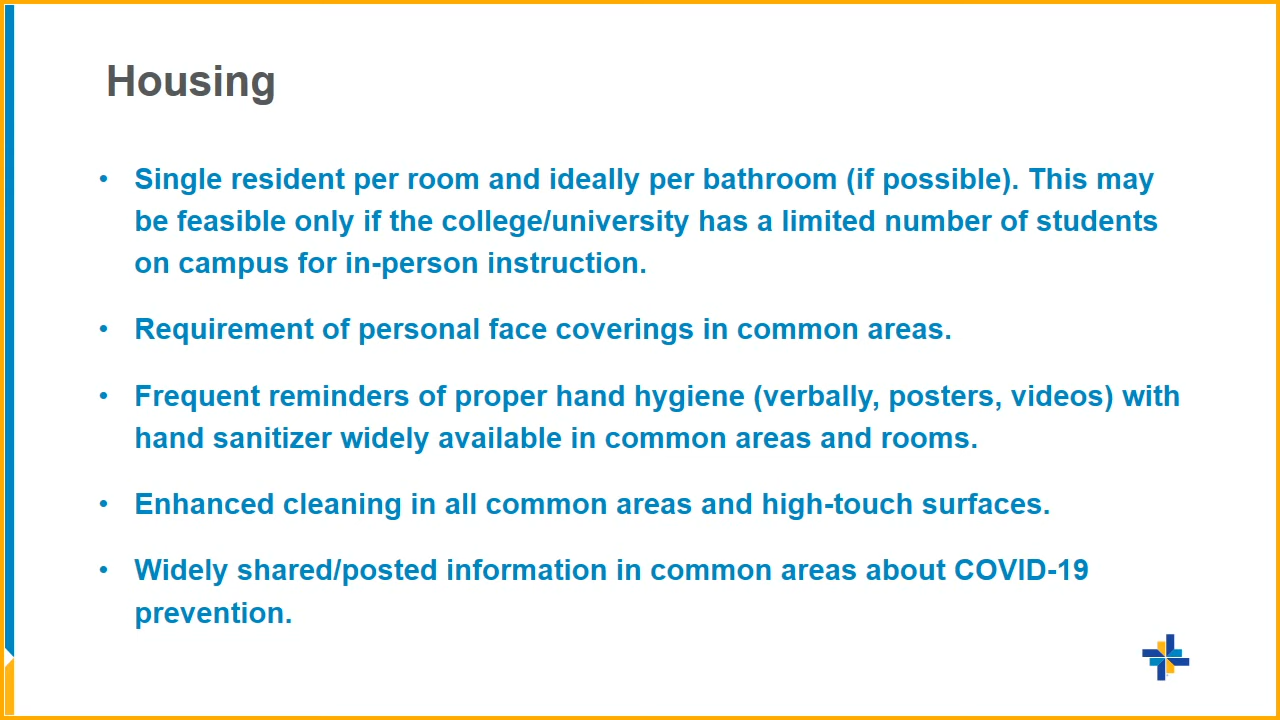 Housing
• Single resident per room and ideally per bathroom (if possible). This may
be feasible only if the college/university has a limited number of students
on campus for in-person instruction.
• Requirement of personal face coverings in common areas.
• Frequent reminders of proper hand hygiene (verbally, posters, videos) with
hand sanitizer widely available in common areas and rooms.
• Enhanced cleaning in all common areas and high-touch surfaces.
• Widely shared/posted information in common areas about COVID-19
prevention.